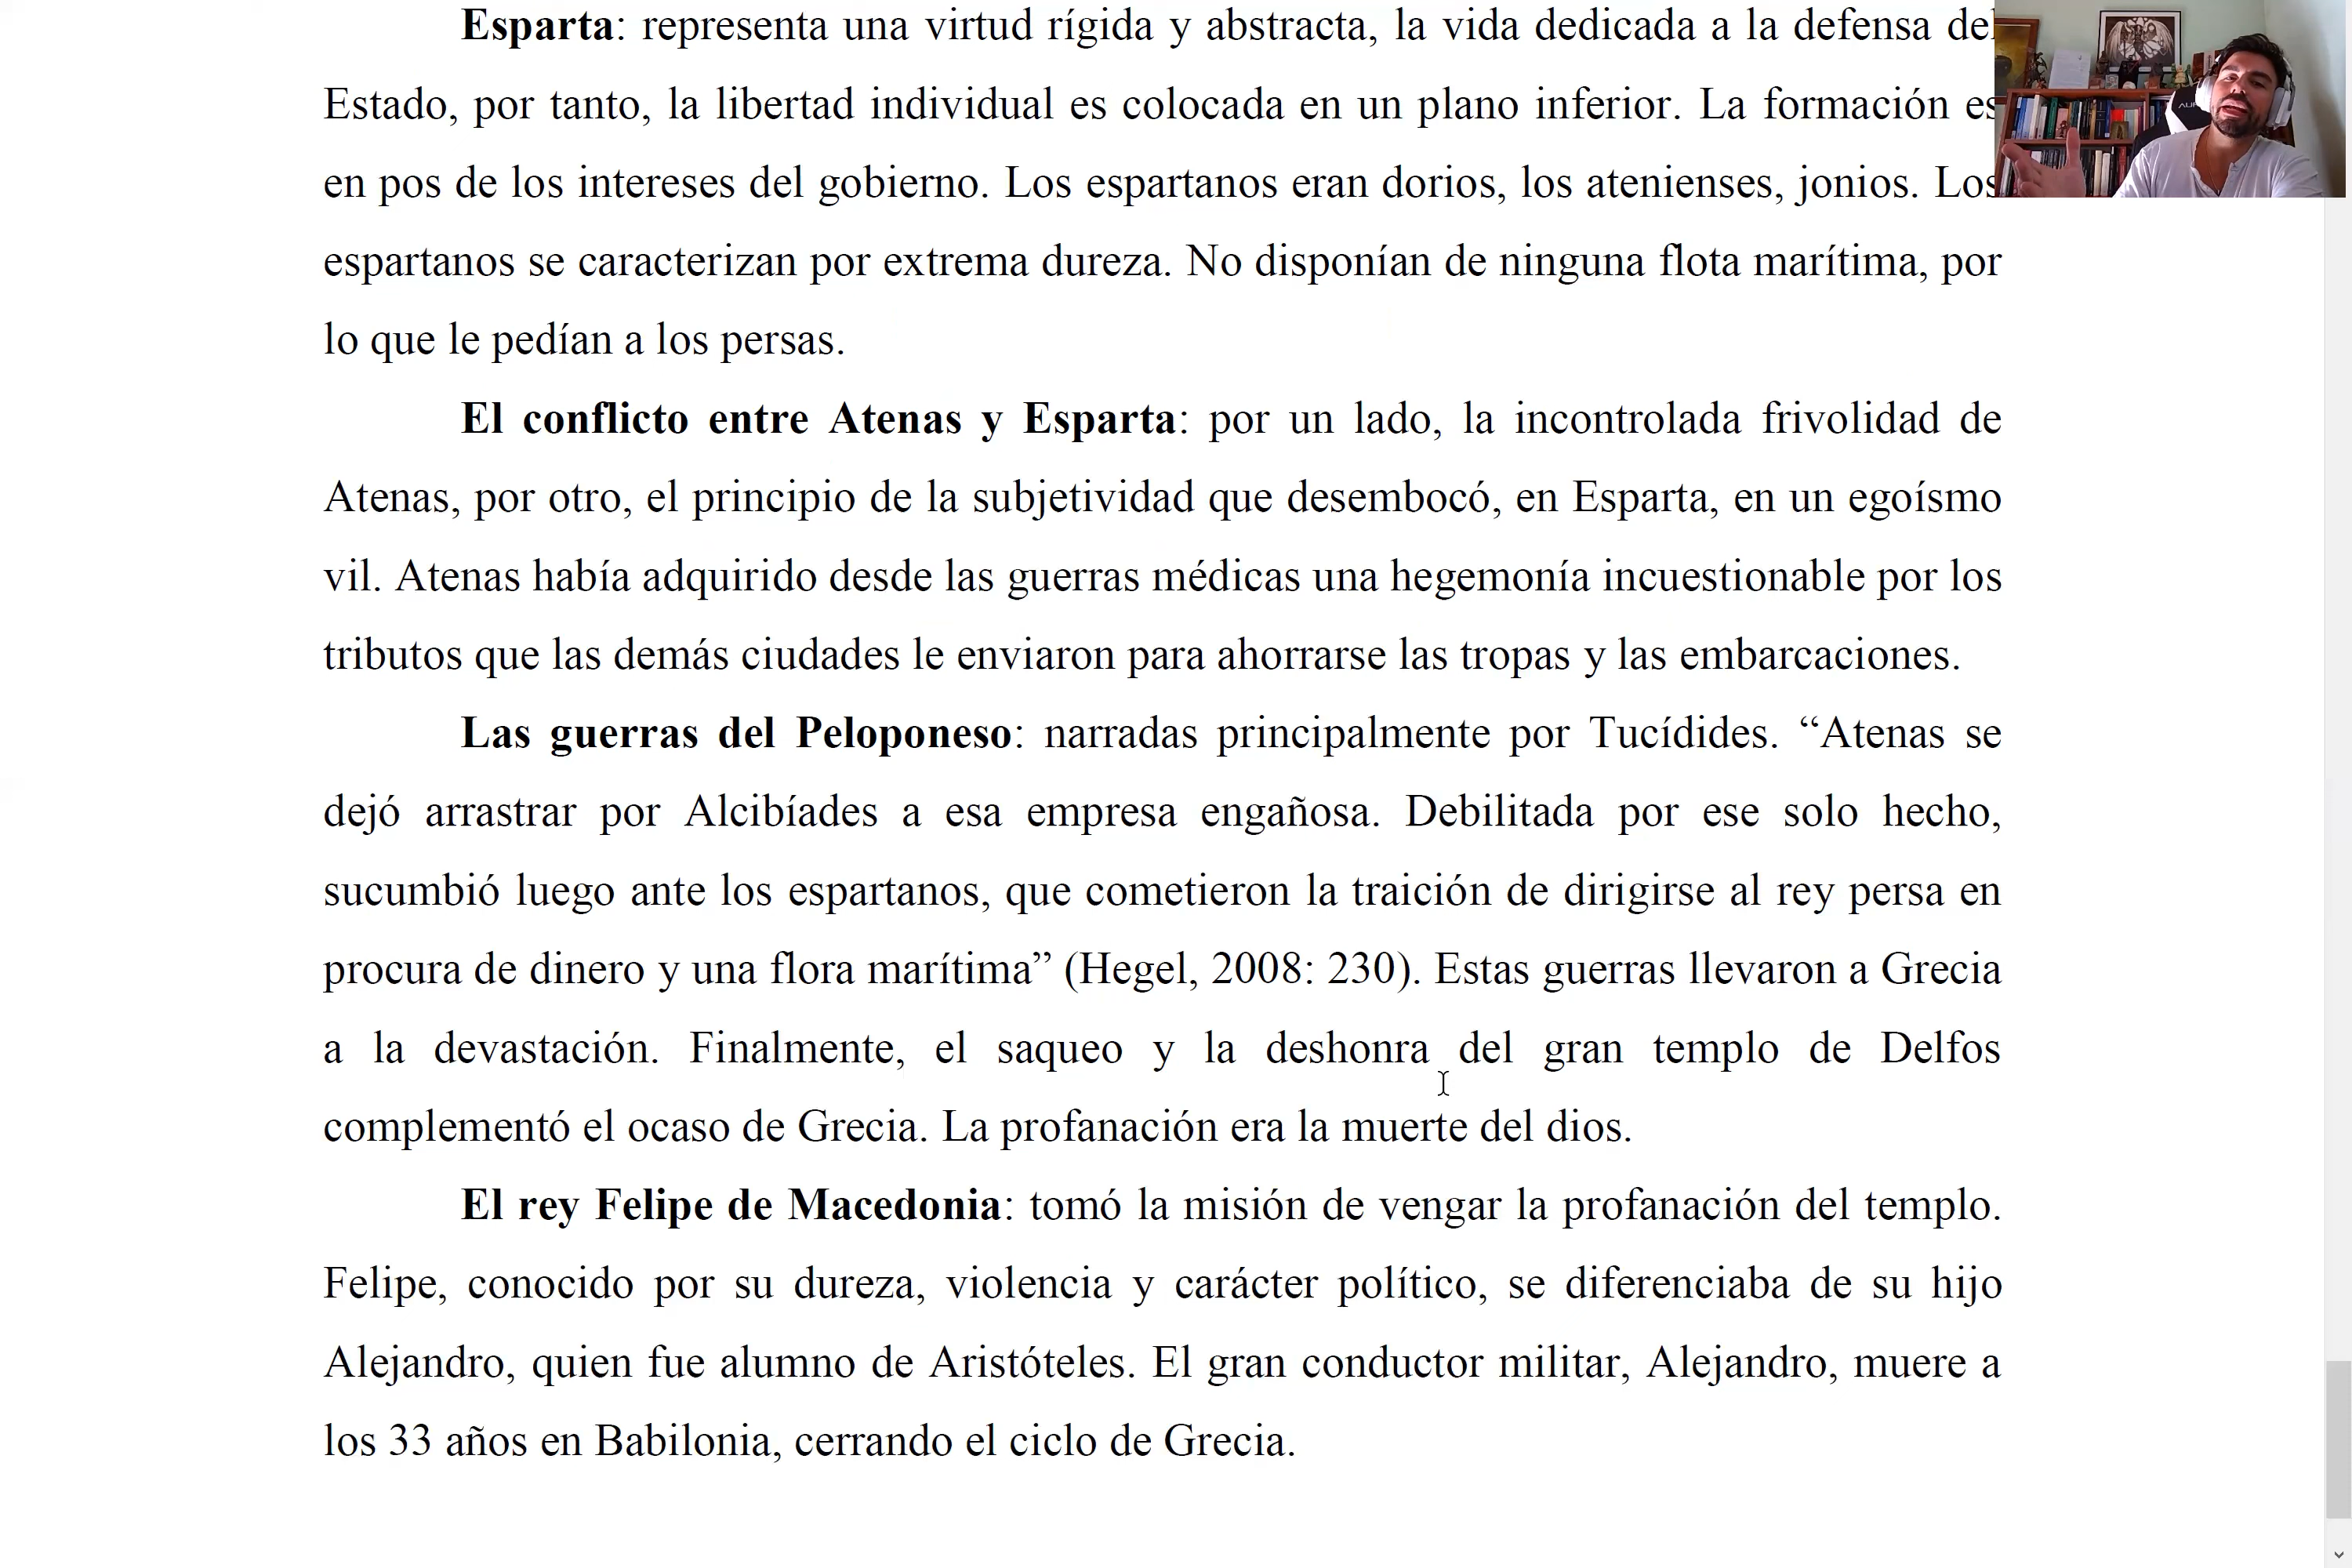 Esparta: representa una virtud rígida y abstracta, la vida dedicada a la defensa del
Estado, por tanto, la libertad individual es colocada en un plano inferior. La formación es
en pos de los intereses del gobierno. Los espartanos eran dorios, los atenienses, jonios. Los
espartanos se caracterizan por extrema dureza. No disponían de ninguna flota marítima, por
lo que le pedían a los persas.
El conflicto entre Atenas y Esparta: por un lado, la incontrolada frivolidad de
Atenas, por otro, el principio de la subjetividad que desembocó, en Esparta, en un egoísmo
vil. Atenas había adquirido desde las guerras médicas una hegemonía incuestionable por los
tributos que las demás ciudades le enviaron para ahorrarse las tropas y las embarcaciones.
Las guerras del Peloponeso: narradas principalmente por Tucídides. “Atenas se
dejó arrastrar por Alcibíades a esa empresa engañosa. Debilitada por ese solo hecho,
sucumbió luego ante los espartanos, que cometieron la traición de dirigirse al rey persa en
procura de dinero y una flora marítima” (Hegel, 2008: 230). Estas guerras llevaron a Grecia
a la devastación. Finalmente, el saqueo y la deshonra del gran templo de Delfos
complementó el ocaso de Grecia. La profanación era la muerte del dios.
El rey Felipe de Macedonia: tomó la misión de vengar la profanación del templo.
Felipe, conocido por su dureza, violencia y carácter político, se diferenciaba de su hijo
Alejandro, quien fue alumno de Aristóteles. El gran conductor militar, Alejandro, muere a
los 33 años en Babilonia, cerrando el ciclo de Grecia.